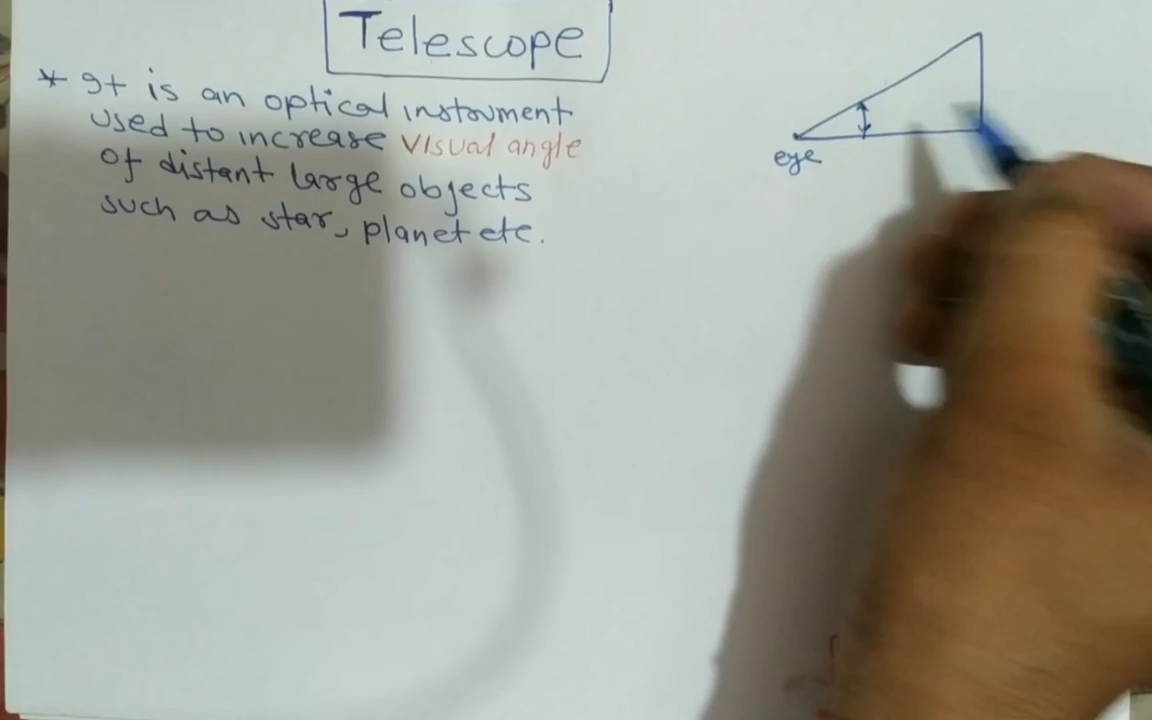 Telescope
* It is an optical instrument
used to increase visual angle
of distant large objects
such as star, planet etc.
eye